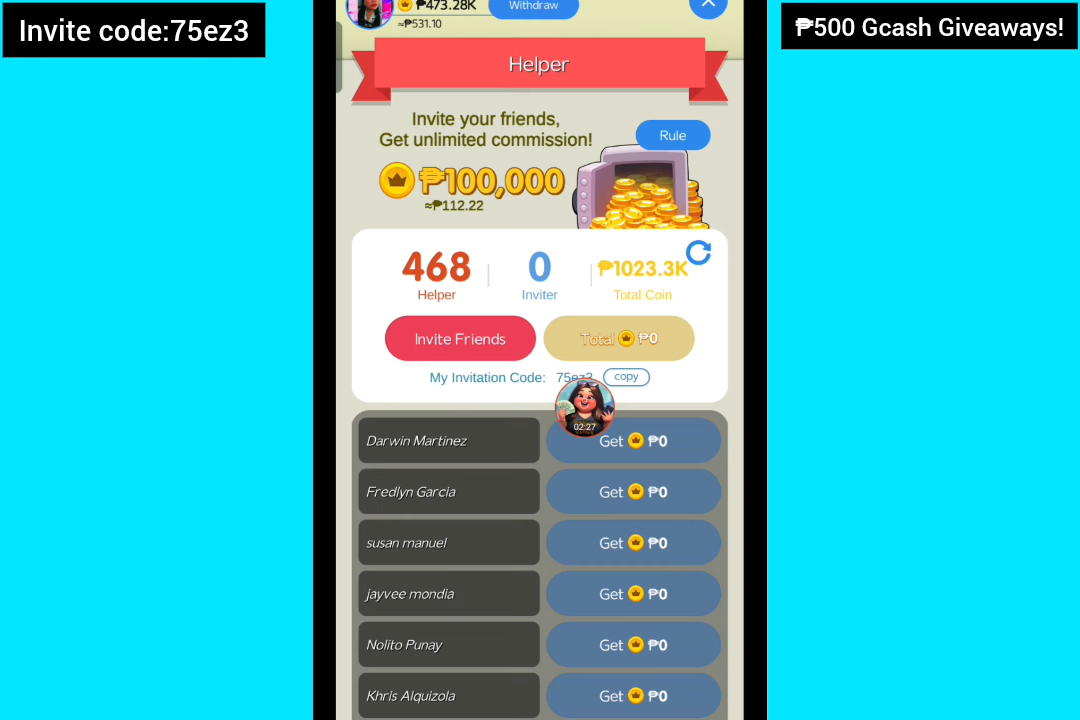 Invite code:75ez3
₱500 Gcash Giveaways!
₱473.28K
≈₱531.10
Withdraw
Helper
Invite your friends,
Get unlimited commission!
Rule
₱100,000
≈₱112.22
468
Helper
0
Inviter
₱1023.3K
Total Coin
Invite Friends
Total ₱0
My Invitation Code: 75ez3 copy
02:27
Darwin Martinez Get ₱0
Fredlyn Garcia Get ₱0
susan manuel Get ₱0
jayvee mondia Get ₱0
Nolito Punay Get ₱0
Khris Alquizola Get ₱0